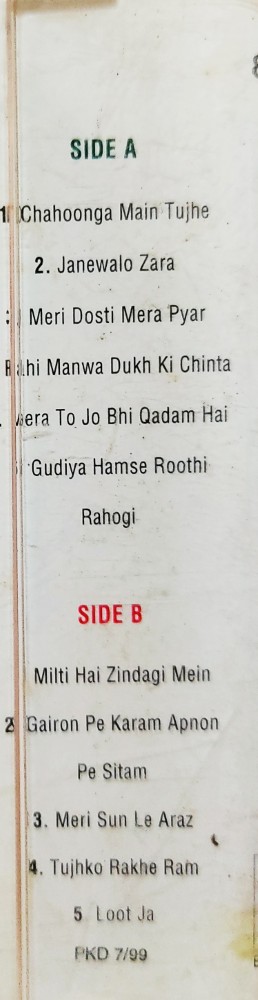 SIDE A
1. Chahoonga Main Tujhe
2. Janewalo Zara
Meri Dosti Mera Pyar
Manwa Dukh Ki Chinta
To Jo Bhi Qadam Hai
Gudiya Hamse Roothi
Rahogi
SIDE B
Milti Hai Zindagi Mein
2 Gairon Pe Karam Apnon
Pe Sitam
3. Meri Sun Le Araz
4. Tujhko Rakhe Ram
5 Loot Ja
PKD 7/99